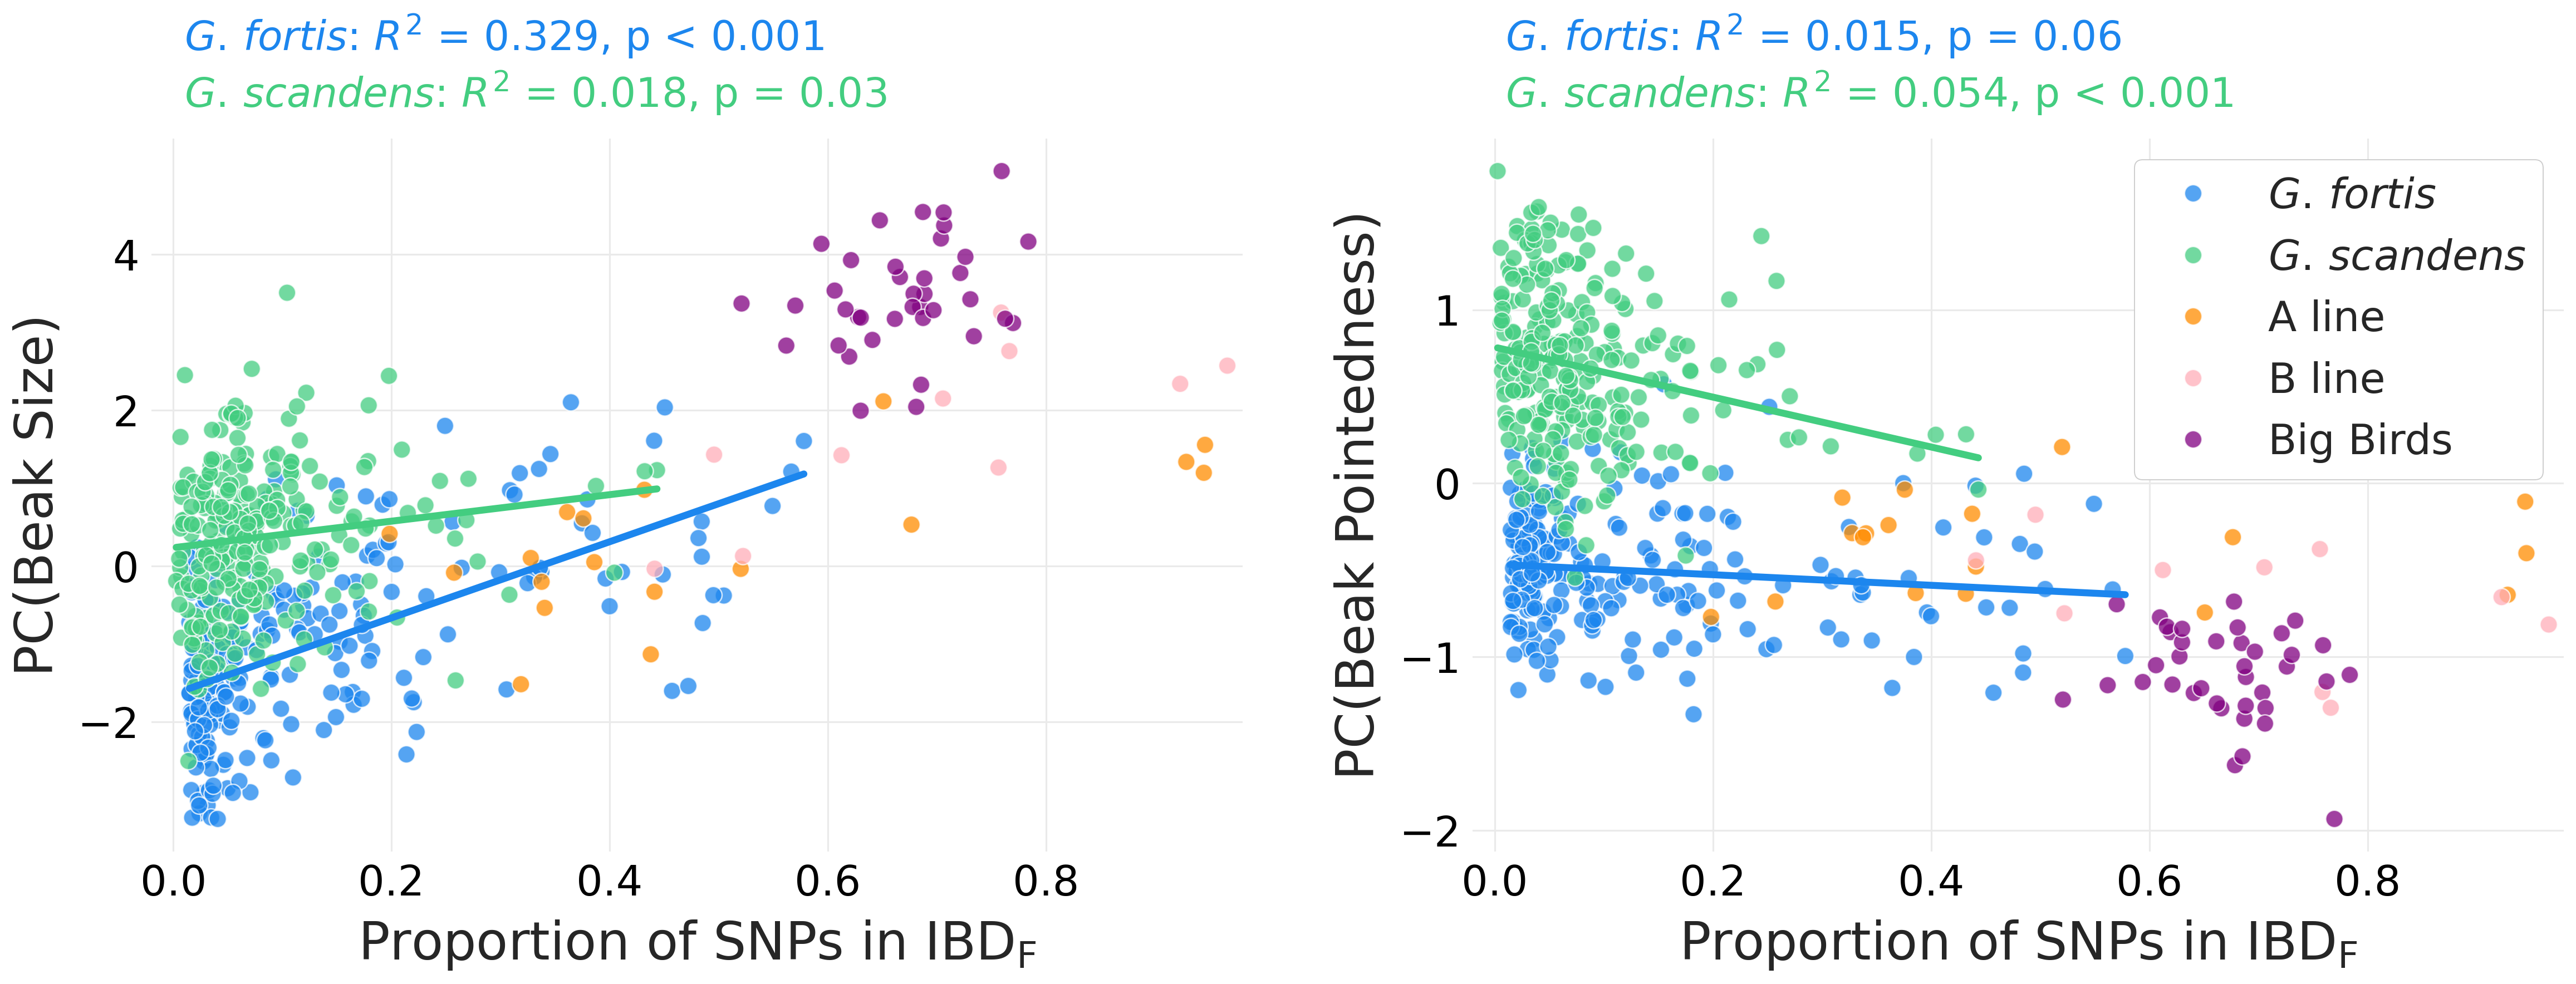 G. fortis: R² = 0.329, p < 0.001
G. scandens: R² = 0.018, p = 0.03
PC(Beak Size)
4
2
0
−2
0.0 0.2 0.4 0.6 0.8
Proportion of SNPs in IBD_F
G. fortis: R² = 0.015, p = 0.06
G. scandens: R² = 0.054, p < 0.001
PC(Beak Pointedness)
1
0
−1
−2
0.0 0.2 0.4 0.6 0.8
Proportion of SNPs in IBD_F
G. fortis
G. scandens
A line
B line
Big Birds